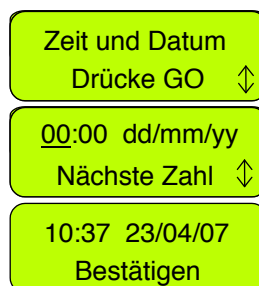 Zeit und Datum
Drücke GO
00:00 dd/mm/yy
Nächste Zahl
10:37 23/04/07
Bestätigen